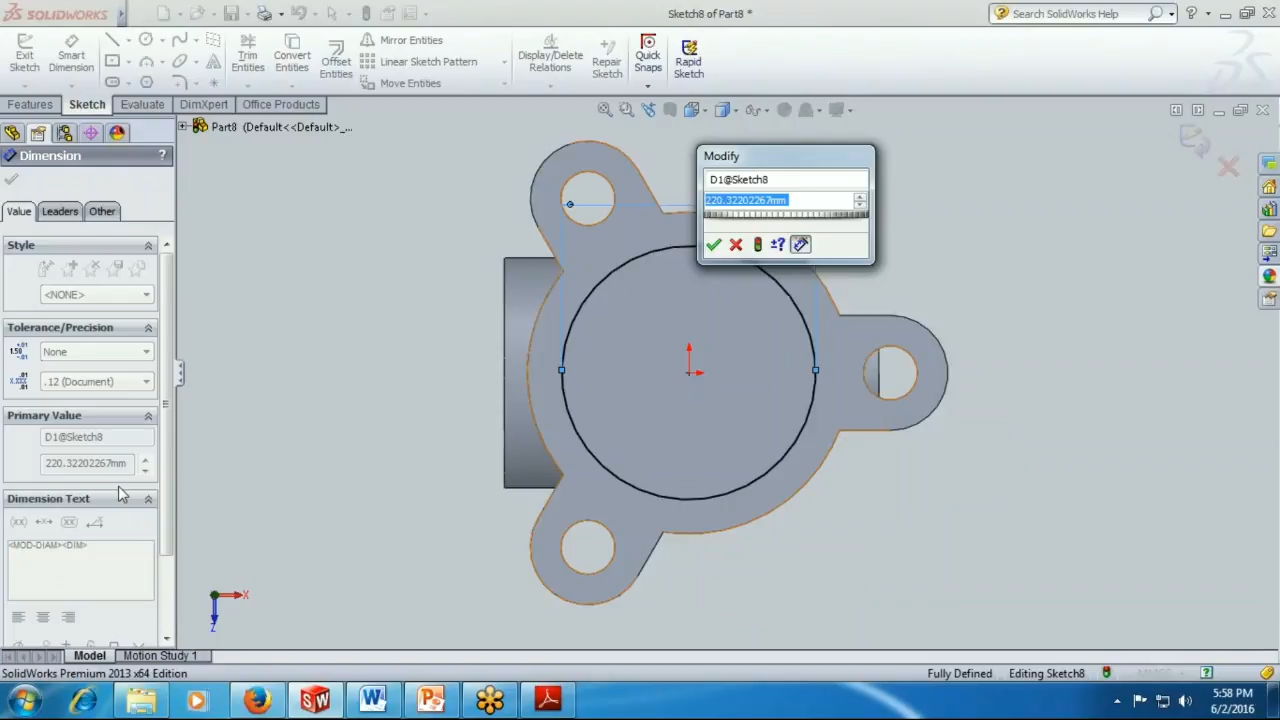 SOLIDWORKS
Sketch8 of Part8 *
Search SolidWorks Help
Exit Sketch
Smart Dimension
Trim Entities
Convert Entities
Offset Entities
Mirror Entities
Linear Sketch Pattern
Move Entities
Display/Delete Relations
Repair Sketch
Quick Snaps
Rapid Sketch
Features
Sketch
Evaluate
DimXpert
Office Products
Part8 (Default<<Default>_...
Dimension
?
Value
Leaders
Other
Style
<NONE>
Tolerance/Precision
None
.12 (Document)
Primary Value
D1@Sketch8
220.32202267mm
Dimension Text
<MOD-DIAM><DIM>
Modify
D1@Sketch8
220.32202267mm
X
Z
Model
Motion Study 1
SolidWorks Premium 2013 x64 Edition
Fully Defined
Editing Sketch8
5:58 PM
6/2/2016